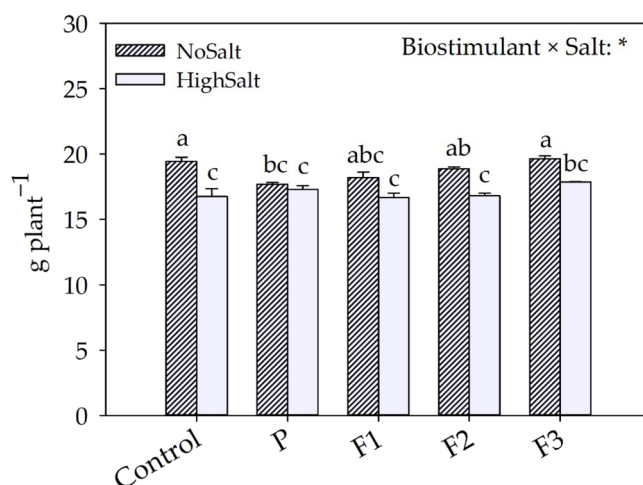 30
25
20
15
10
5
0
g plant⁻¹
NoSalt
HighSalt
Biostimulant × Salt: *
a
c
bc
c
abc
c
ab
c
a
bc
Control
P
F1
F2
F3